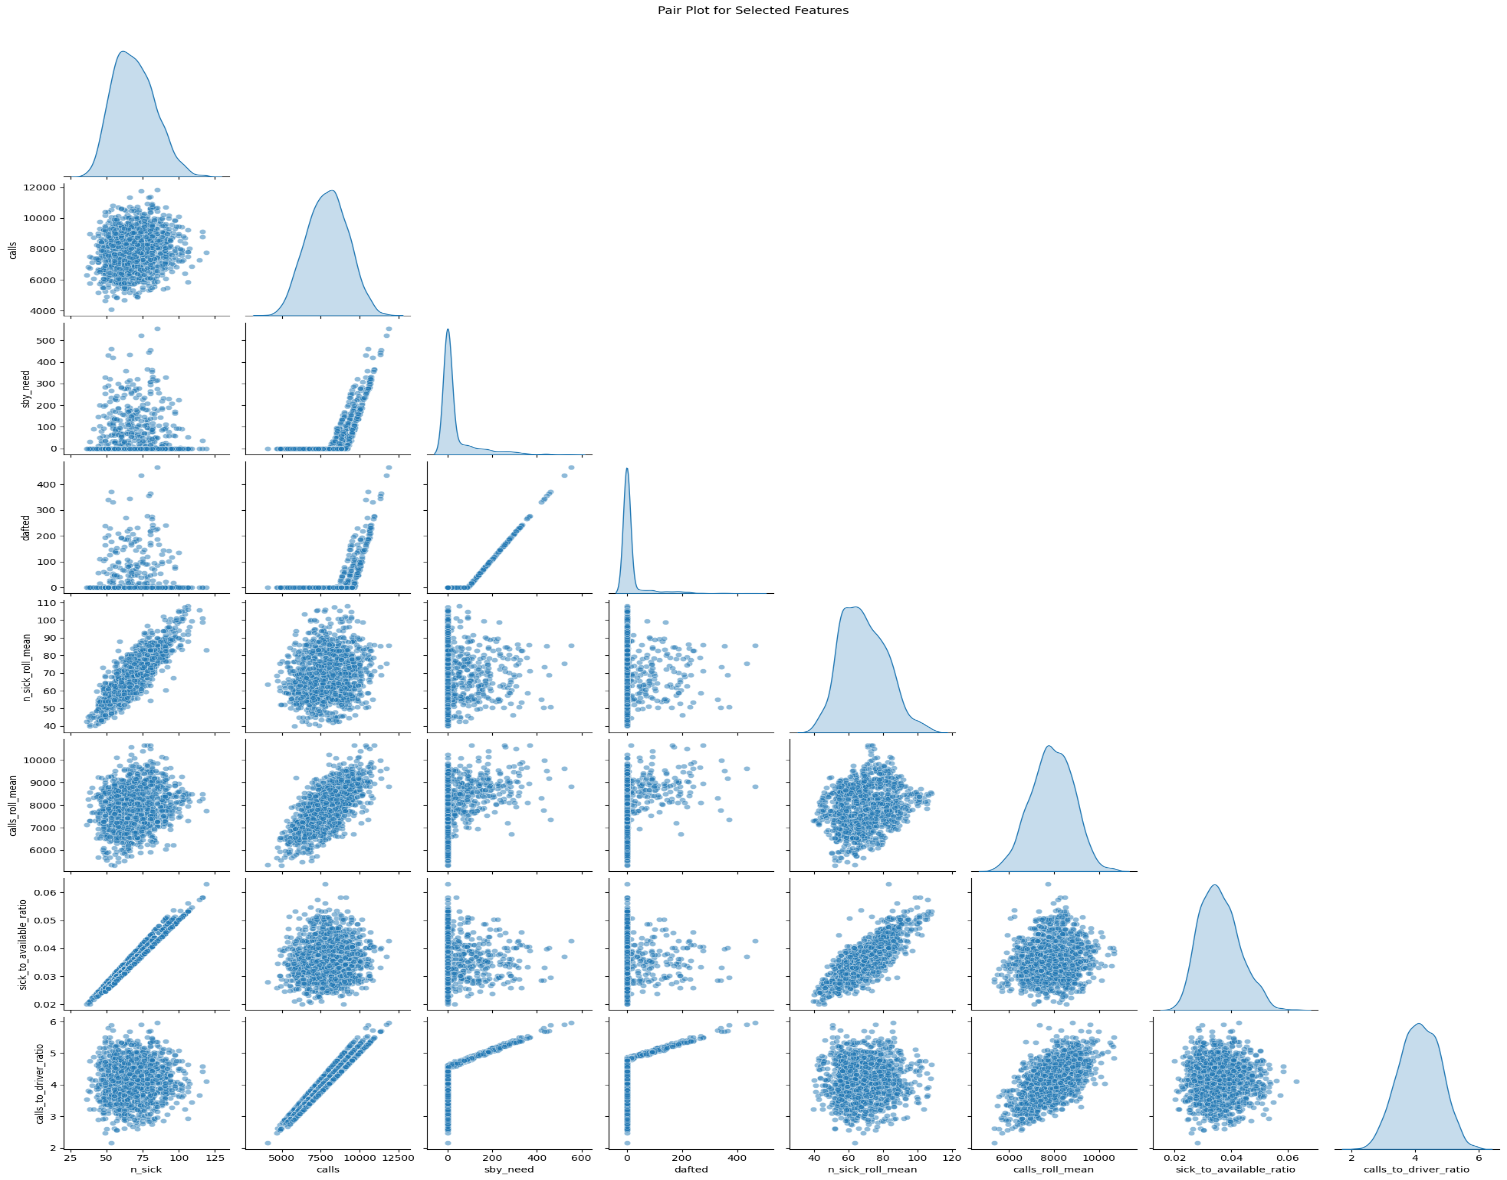 Pair Plot for Selected Features
12000
10000
8000
6000
4000
calls
500
400
300
200
100
0
sby_need
400
300
200
100
0
dafted
110
100
90
80
70
60
50
40
n_sick_roll_mean
10000
9000
8000
7000
6000
calls_roll_mean
0.06
0.05
0.04
0.03
0.02
sick_to_available_ratio
6
5
4
3
2
calls_to_driver_ratio
25 50 75 100 125
5000 7500 10000 12500
0 200 400 600
0 200 400
40 60 80 100 120
6000 8000 10000
0.02 0.04 0.06
2 4 6
n_sick calls sby_need dafted n_sick_roll_mean calls_roll_mean sick_to_available_ratio calls_to_driver_ratio